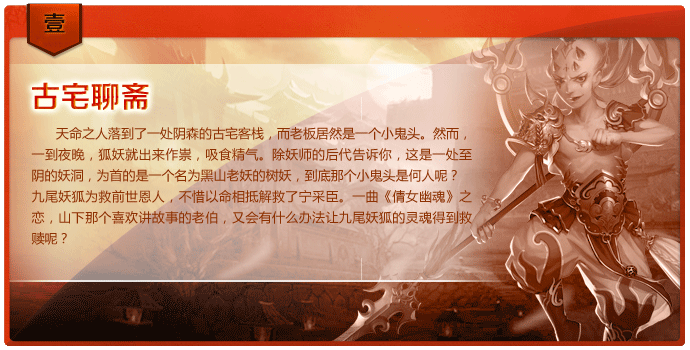 壹
古宅聊斋
天命之人落到了一处阴森的古宅客栈，而老板居然是一个小鬼头。然而，
一到夜晚，狐妖就出来作祟，吸食精气。除妖师的后代告诉你，这是一处至
阴的妖洞，为首的是一个名为黑山老妖的树妖，到底那个小鬼头是何人呢？
九尾妖狐为救前世恩人，不惜以命相抵解救了宁采臣。一曲《倩女幽魂》之
恋，山下那个喜欢讲故事的老伯，又会有什么办法让九尾妖狐的灵魂得到救
赎呢？